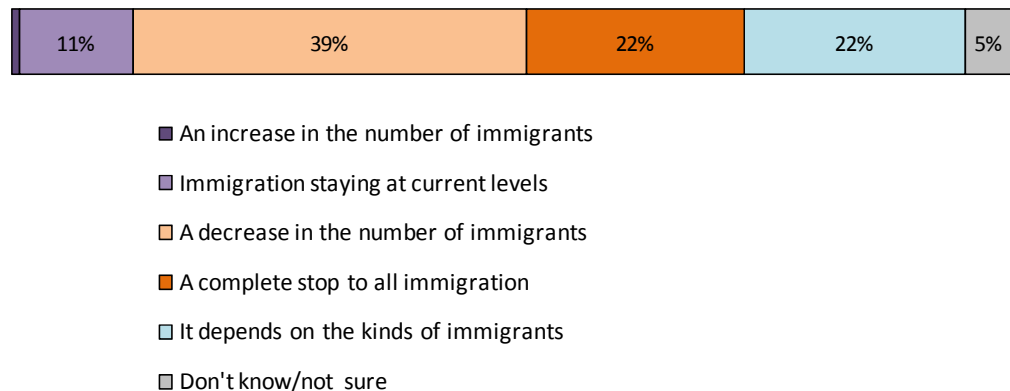 11% 39% 22% 22% 5%
An increase in the number of immigrants
Immigration staying at current levels
A decrease in the number of immigrants
A complete stop to all immigration
It depends on the kinds of immigrants
Don't know/not sure